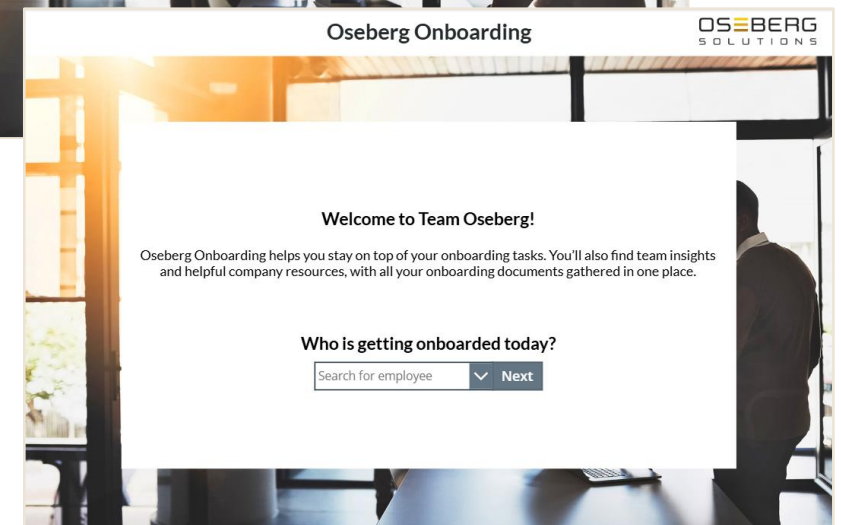 Oseberg Onboarding
OSEBERG
SOLUTIONS
Welcome to Team Oseberg!
Oseberg Onboarding helps you stay on top of your onboarding tasks. You’ll also find team insights
and helpful company resources, with all your onboarding documents gathered in one place.
Who is getting onboarded today?
Search for employee
Next